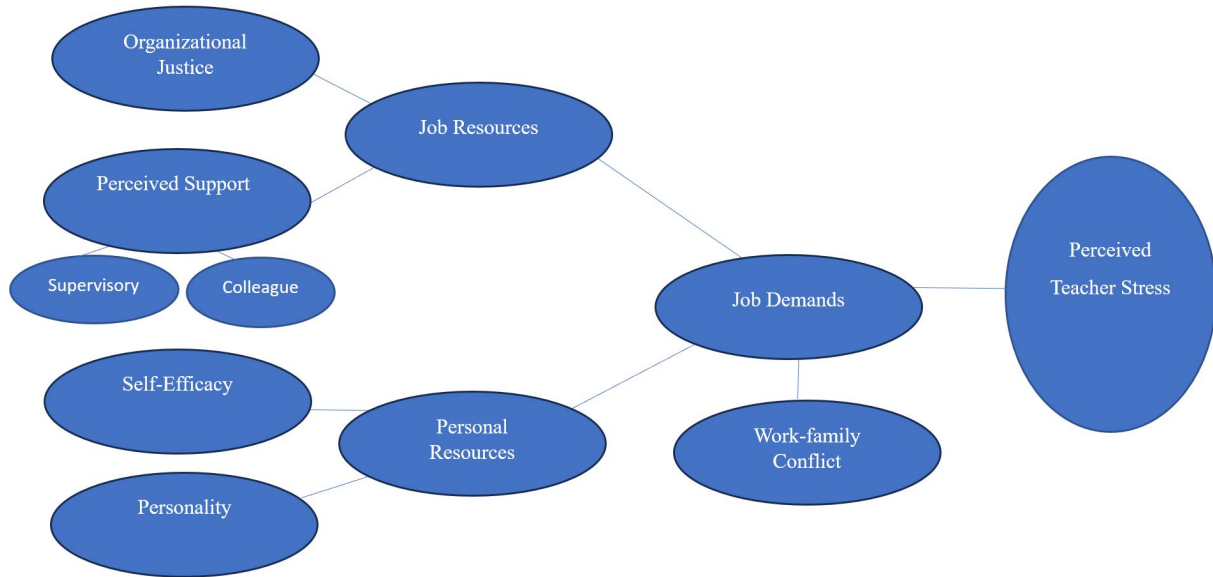 Organizational
Justice
Job Resources
Perceived Support
Supervisory
Colleague
Perceived
Teacher Stress
Job Demands
Self-Efficacy
Personal
Resources
Work-family
Conflict
Personality